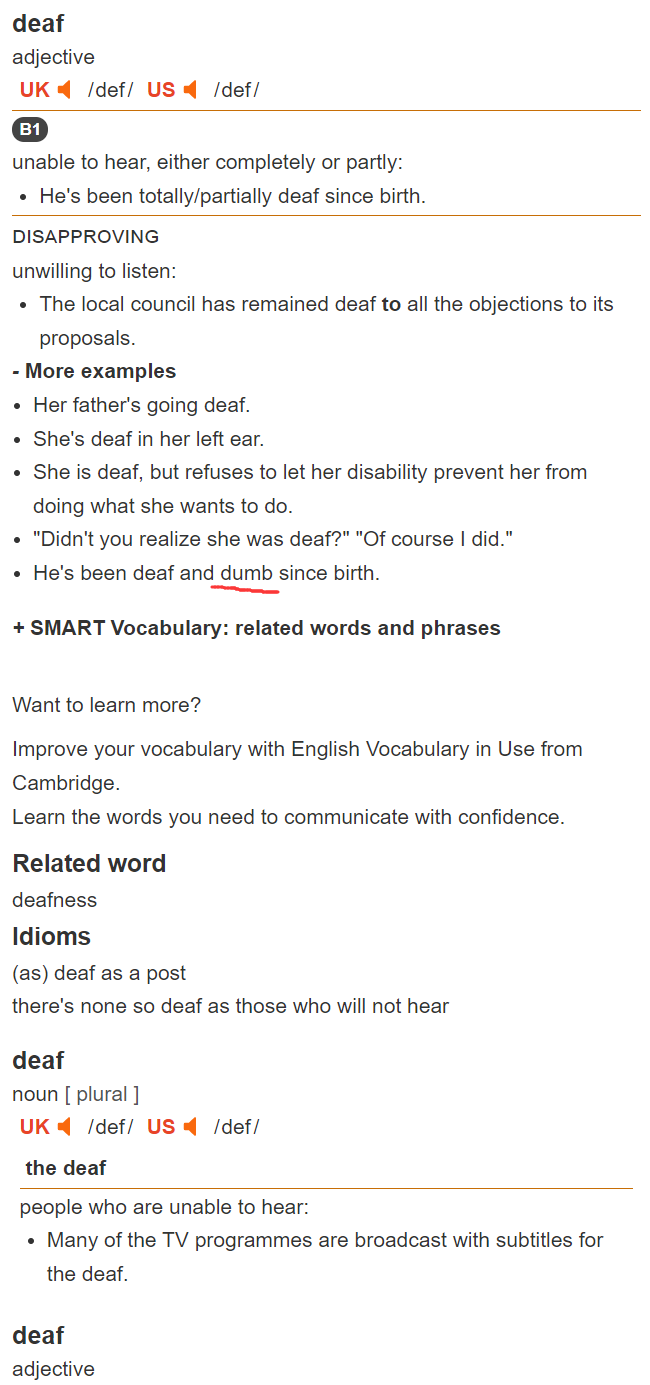 deaf
adjective
UK /def/ US /def/
B1
unable to hear, either completely or partly:
• He's been totally/partially deaf since birth.
DISAPPROVING
unwilling to listen:
• The local council has remained deaf to all the objections to its
proposals.
- More examples
• Her father's going deaf.
• She's deaf in her left ear.
• She is deaf, but refuses to let her disability prevent her from
doing what she wants to do.
• "Didn't you realize she was deaf?" "Of course I did."
• He's been deaf and dumb since birth.
+ SMART Vocabulary: related words and phrases
Want to learn more?
Improve your vocabulary with English Vocabulary in Use from
Cambridge.
Learn the words you need to communicate with confidence.
Related word
deafness
Idioms
(as) deaf as a post
there's none so deaf as those who will not hear
deaf
noun [ plural ]
UK /def/ US /def/
the deaf
people who are unable to hear:
• Many of the TV programmes are broadcast with subtitles for
the deaf.
deaf
adjective